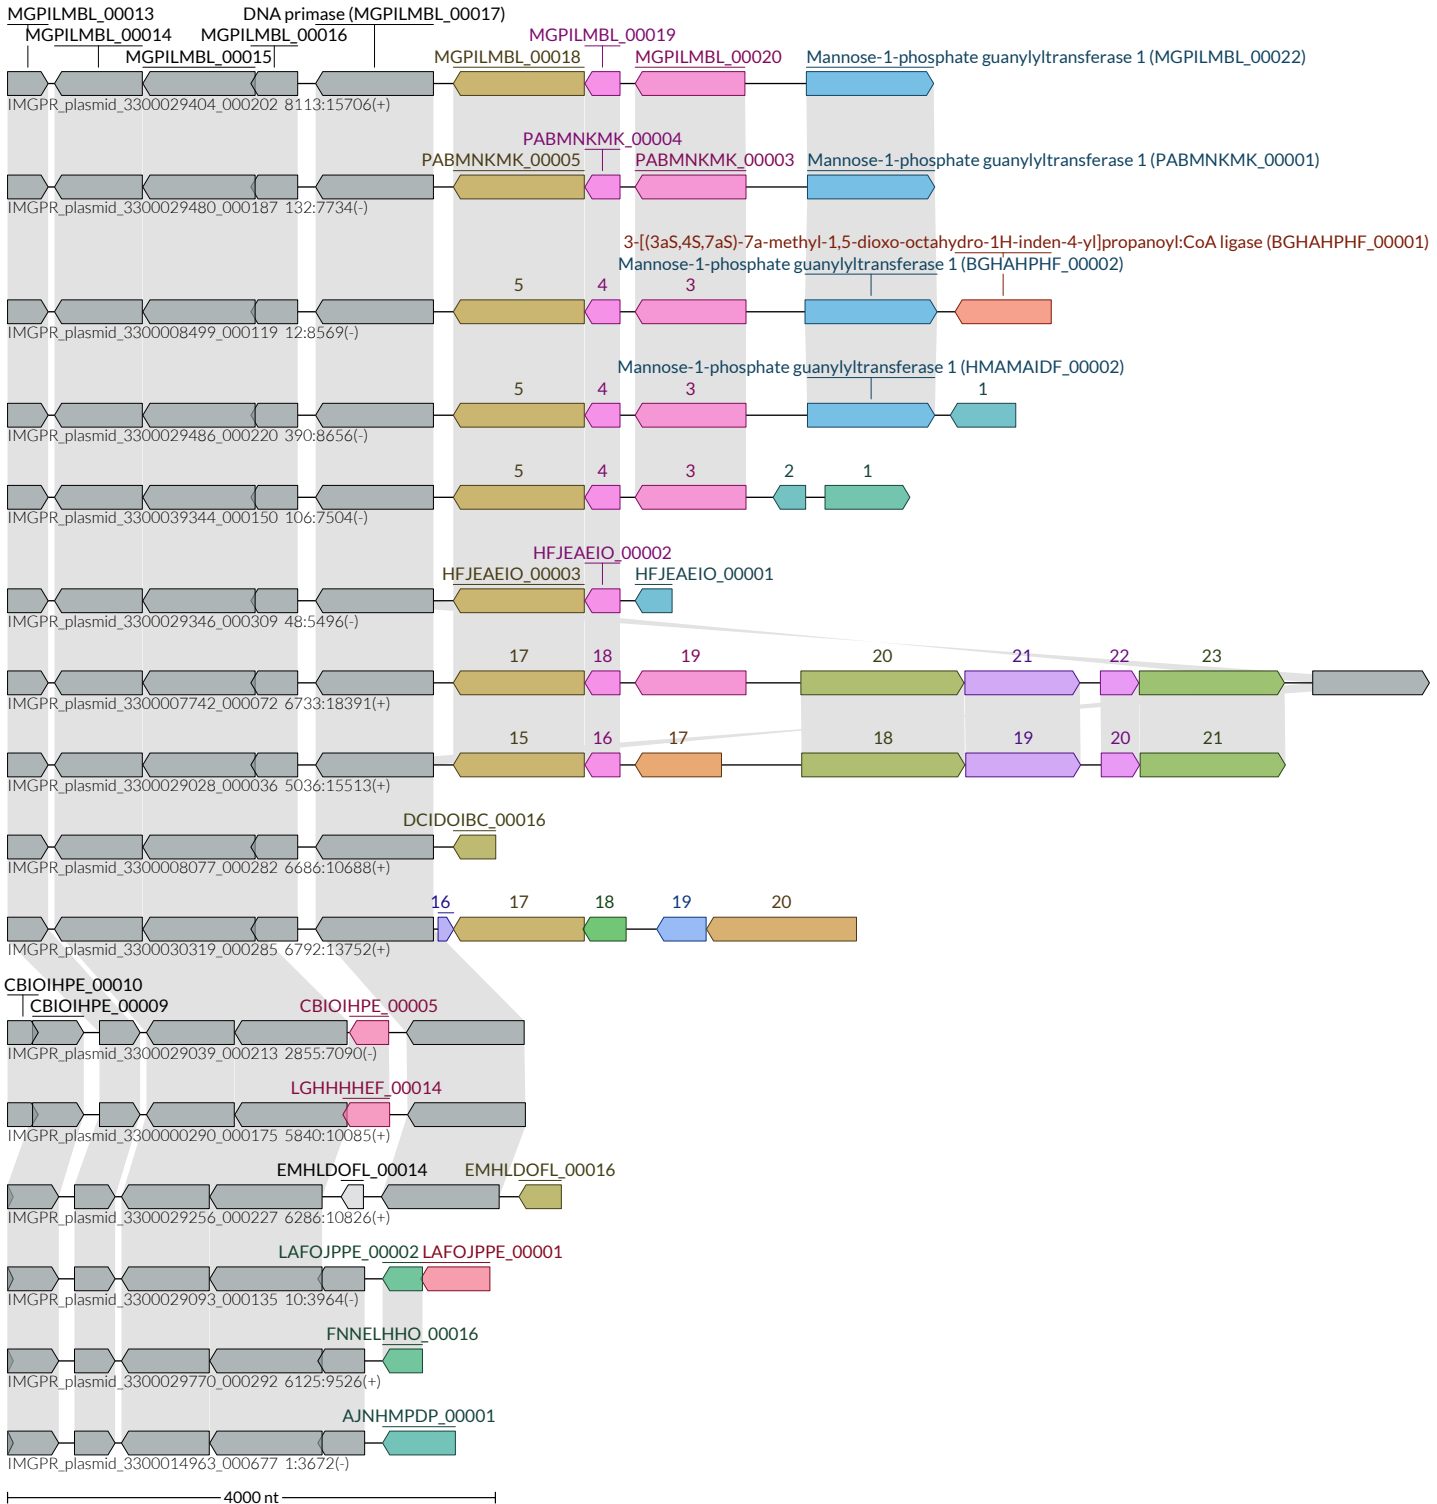 MGPILMBL_00013
DNA primase (MGPILMBL_00017)
MGPILMBL_00014
MGPILMBL_00016
MGPILMBL_00019
MGPILMBL_00015
MGPILMBL_00018
MGPILMBL_00020
Mannose-1-phosphate guanylyltransferase 1 (MGPILMBL_00022)
IMGPR_plasmid_3300029404_000202 8113:15706(+)
PABMNKMK_00004
PABMNKMK_00005
PABMNKMK_00003
Mannose-1-phosphate guanylyltransferase 1 (PABMNKMK_00001)
IMGPR_plasmid_3300029480_000187 132:7734(-)
3-[(3aS,4S,7aS)-7a-methyl-1,5-dioxo-octahydro-1H-inden-4-yl]propanoyl:CoA ligase (BGHAHPHF_00001)
Mannose-1-phosphate guanylyltransferase 1 (BGHAHPHF_00002)
5 4 3
IMGPR_plasmid_3300008499_000119 12:8569(-)
Mannose-1-phosphate guanylyltransferase 1 (HMAMAIDF_00002)
5 4 3 1
IMGPR_plasmid_3300029486_000220 390:8656(-)
5 4 3 2 1
IMGPR_plasmid_3300039344_000150 106:7504(-)
HFJEAEIO_00002
HFJEAEIO_00003
HFJEAEIO_00001
IMGPR_plasmid_3300029346_000309 48:5496(-)
17 18 19 20 21 22 23
IMGPR_plasmid_3300007742_000072 6733:18391(+)
15 16 17 18 19 20 21
IMGPR_plasmid_3300029028_000036 5036:15513(+)
DCIDOIBC_00016
IMGPR_plasmid_3300008077_000282 6686:10688(+)
16 17 18 19 20
IMGPR_plasmid_3300030319_000285 6792:13752(+)
CBIOIHPE_00010
CBIOIHPE_00009
CBIOIHPE_00005
IMGPR_plasmid_3300029039_000213 2855:7090(-)
LGHHHHEF_00014
IMGPR_plasmid_3300000290_000175 5840:10085(+)
EMHLDOFL_00014
EMHLDOFL_00016
IMGPR_plasmid_3300029256_000227 6286:10826(+)
LAFOJPPE_00002
LAFOJPPE_00001
IMGPR_plasmid_3300029093_000135 10:3964(-)
FNNELHHO_00016
IMGPR_plasmid_3300029770_000292 6125:9526(+)
AJNHMPDP_00001
IMGPR_plasmid_3300014963_000677 1:3672(-)
4000 nt